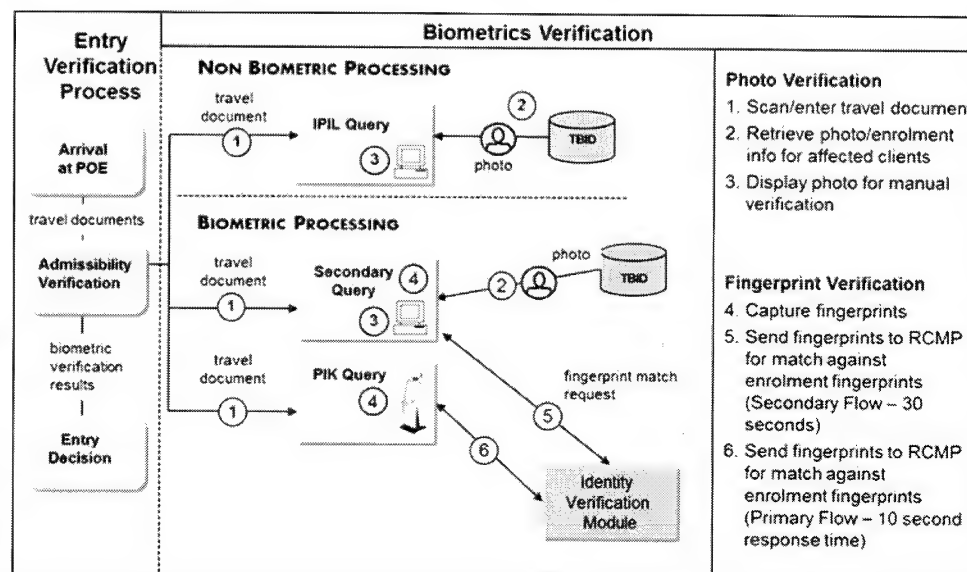 Entry
Verification
Process
Arrival
at POE
travel documents
Admissibility
Verification
biometric
verification
results
Entry
Decision
Biometrics Verification
NON BIOMETRIC PROCESSING
travel
document
1
IPIL Query
3
2
photo
TBID
BIOMETRIC PROCESSING
travel
document
1
Secondary
Query
4
3
2
photo
TBID
travel
document
1
PIK Query
4
fingerprint match
request
5
6
Identity
Verification
Module
Photo Verification
1. Scan/enter travel document
2. Retrieve photo/enrolment
info for affected clients
3. Display photo for manual
verification
Fingerprint Verification
4. Capture fingerprints
5. Send fingerprints to RCMP
for match against
enrolment fingerprints
(Secondary Flow – 30
seconds)
6. Send fingerprints to RCMP
for match against
enrolment fingerprints
(Primary Flow – 10 second
response time)